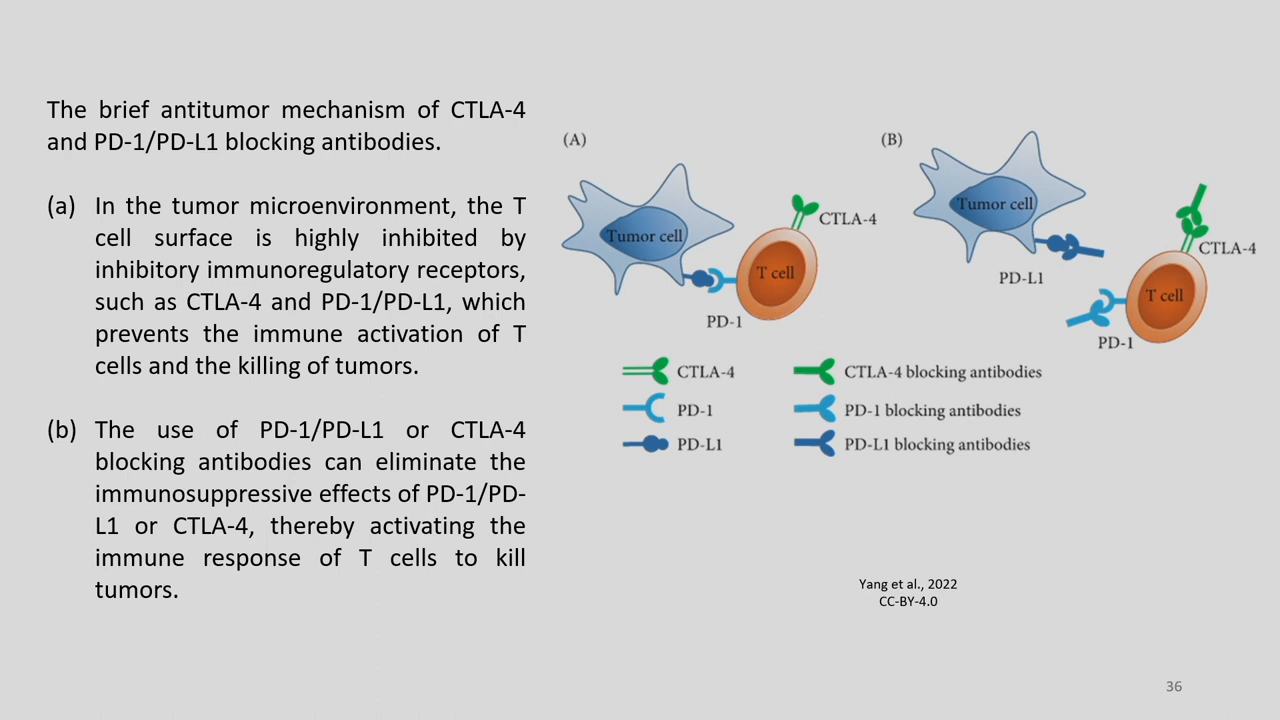 The brief antitumor mechanism of CTLA-4
and PD-1/PD-L1 blocking antibodies.
(a) In the tumor microenvironment, the T
cell surface is highly inhibited by
inhibitory immunoregulatory receptors,
such as CTLA-4 and PD-1/PD-L1, which
prevents the immune activation of T
cells and the killing of tumors.
(b) The use of PD-1/PD-L1 or CTLA-4
blocking antibodies can eliminate the
immunosuppressive effects of PD-1/PD-
L1 or CTLA-4, thereby activating the
immune response of T cells to kill
tumors.
(A)
Tumor cell
CTLA-4
T cell
PD-1
(B)
Tumor cell
CTLA-4
PD-L1
T cell
PD-1
CTLA-4
CTLA-4 blocking antibodies
PD-1
PD-1 blocking antibodies
PD-L1
PD-L1 blocking antibodies
Yang et al., 2022
CC-BY-4.0
36